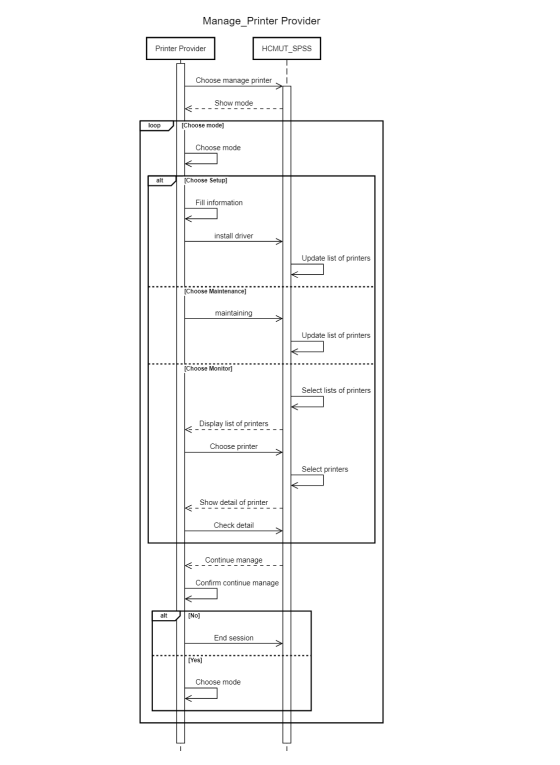 Manage_Printer Provider
Printer Provider
HCMUT_SPSS
Choose manage printer
Show mode
loop
[Choose mode]
Choose mode
alt
[Choose Setup]
Fill information
install driver
Update list of printers
[Choose Maintenance]
maintaining
Update list of printers
[Choose Monitor]
Select lists of printers
Display list of printers
Choose printer
Select printers
Show detail of printer
Check detail
Continue manage
Confirm continue manage
alt
[No]
End session
[Yes]
Choose mode